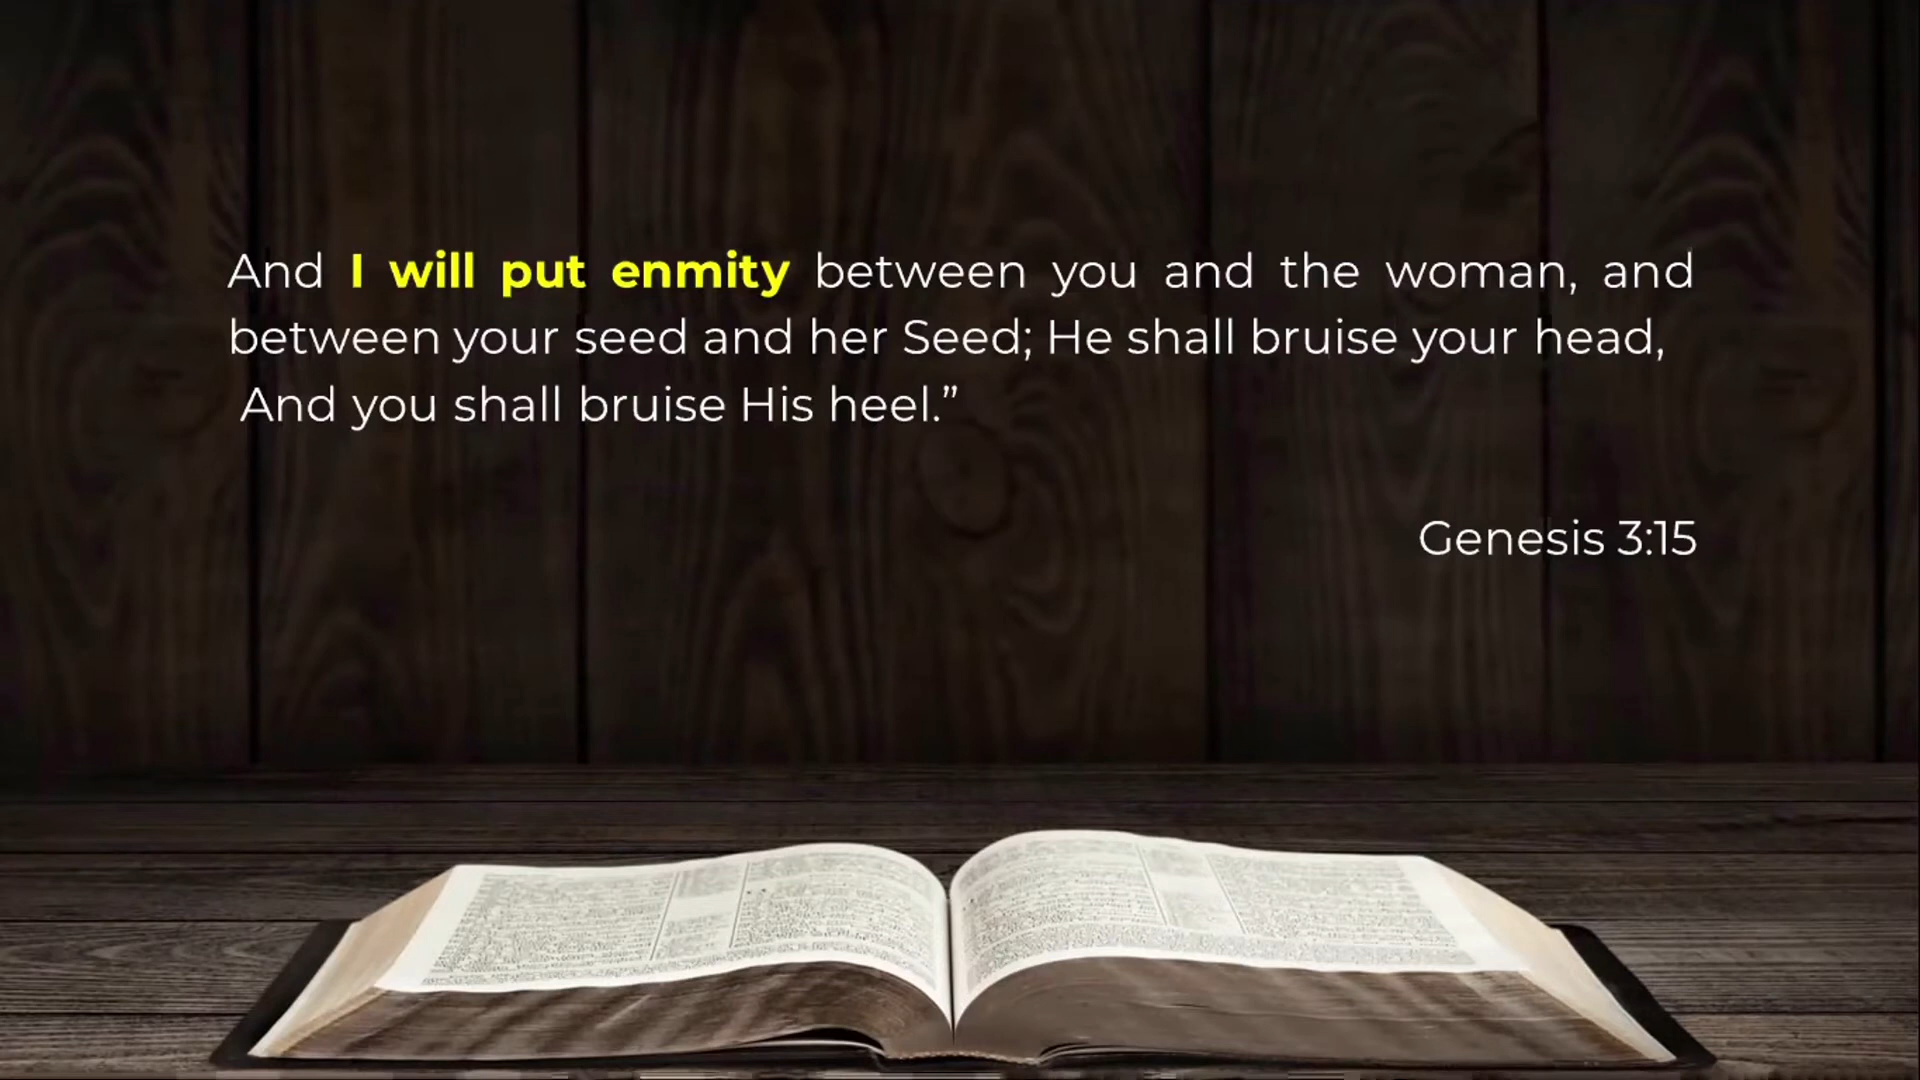 And I will put enmity between you and the woman, and
between your seed and her Seed; He shall bruise your head,
And you shall bruise His heel.”
Genesis 3:15